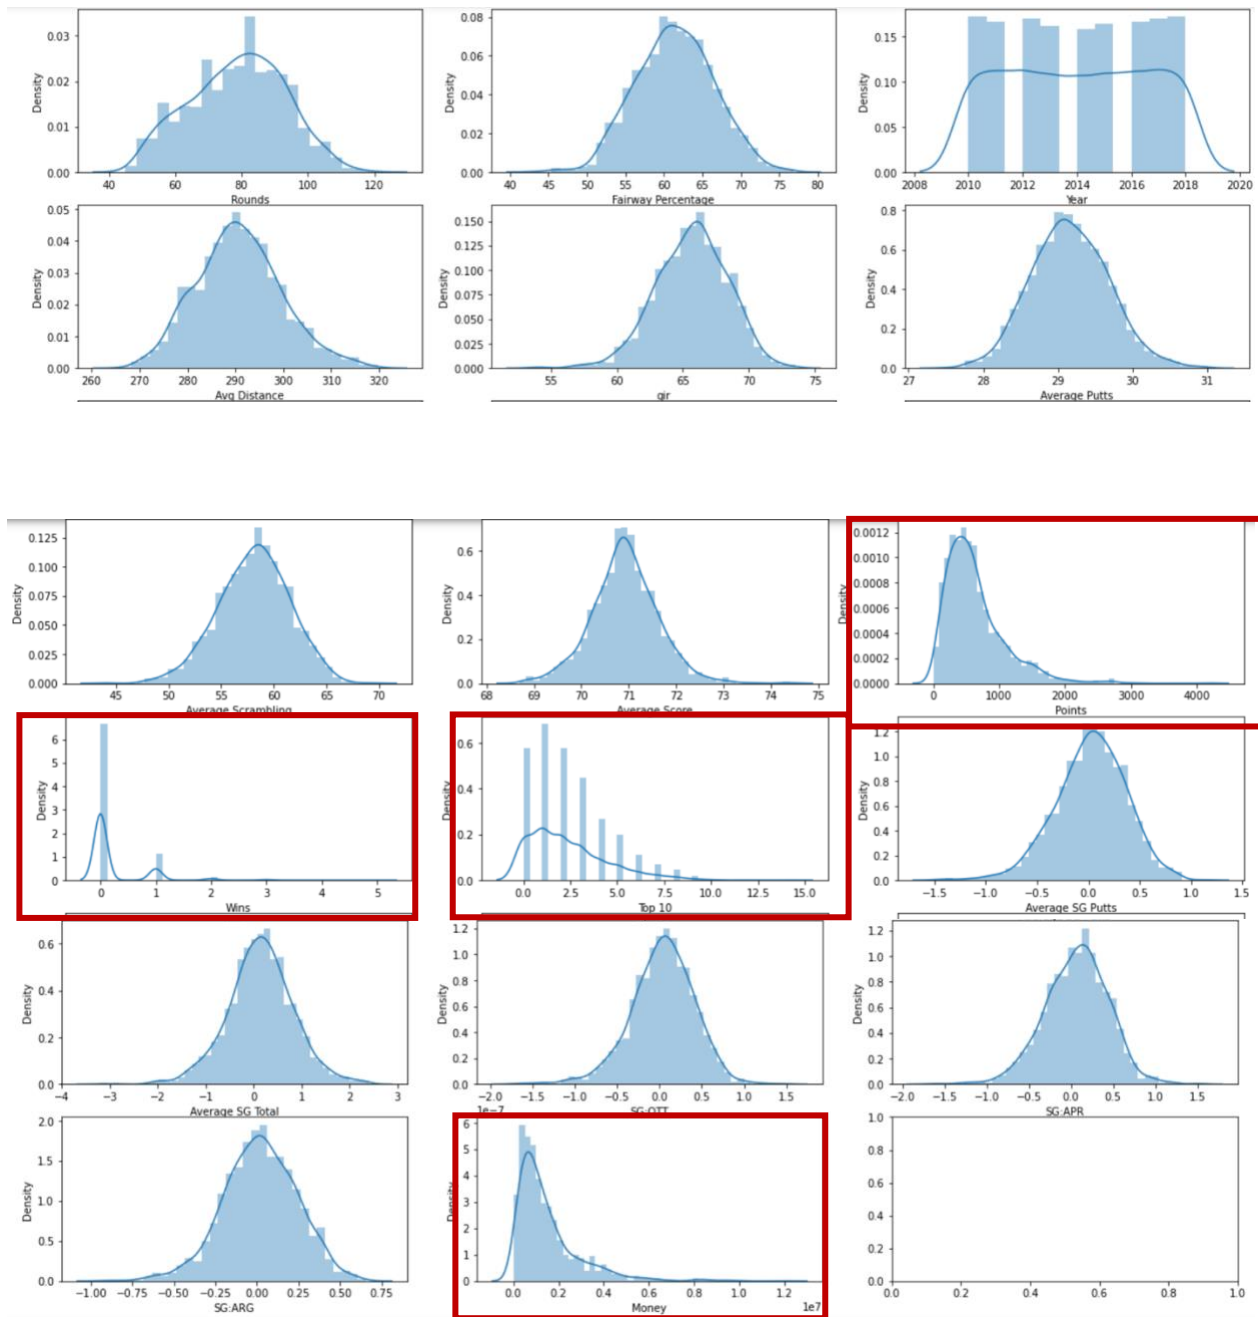 0.03 0.02 0.01 0.00
Density
40 60 80 100 120
Rounds
0.08 0.06 0.04 0.02 0.00
Density
40 45 50 55 60 65 70 75 80
Fairway Percentage
0.15 0.10 0.05 0.00
Density
2008 2010 2012 2014 2016 2018 2020
Year
0.05 0.04 0.03 0.02 0.01 0.00
Density
260 270 280 290 300 310 320
Avg Distance
0.150 0.125 0.100 0.075 0.050 0.025 0.000
Density
55 60 65 70 75
gir
0.8 0.6 0.4 0.2 0.0
Density
27 28 29 30 31
Average Putts
0.125 0.100 0.075 0.050 0.025 0.000
Density
45 50 55 60 65 70
Average Scrambling
0.6 0.4 0.2 0.0
Density
68 69 70 71 72 73 74 75
Average Score
0.0012 0.0010 0.0008 0.0006 0.0004 0.0002 0.0000
Density
0 1000 2000 3000 4000
Points
6 5 4 3 2 1 0
Density
0 1 2 3 4 5
Wins
0.6 0.4 0.2 0.0
Density
0.0 2.5 5.0 7.5 10.0 12.5 15.0
Top 10
1.2 1.0 0.8 0.6 0.4 0.2 0.0
Density
−1.5 −1.0 −0.5 0.0 0.5 1.0 1.5
Average SG Putts
0.6 0.4 0.2 0.0
Density
−4 −3 −2 −1 0 1 2 3
Average SG Total
1.2 1.0 0.8 0.6 0.4 0.2 0.0
Density
−2.0 −1.5 −1.0 −0.5 0.0 0.5 1.0 1.5
SG:OTT
1.2 1.0 0.8 0.6 0.4 0.2 0.0
Density
−2.0 −1.5 −1.0 −0.5 0.0 0.5 1.0 1.5
SG:APR
2.0 1.5 1.0 0.5 0.0
Density
−1.00 −0.75 −0.50 −0.25 0.00 0.25 0.50 0.75
SG:ARG
1e−7
6 5 4 3 2 1 0
Density
0.0 0.2 0.4 0.6 0.8 1.0 1.2
1e7
Money
1.0 0.8 0.6 0.4 0.2 0.0
0.0 0.2 0.4 0.6 0.8 1.0